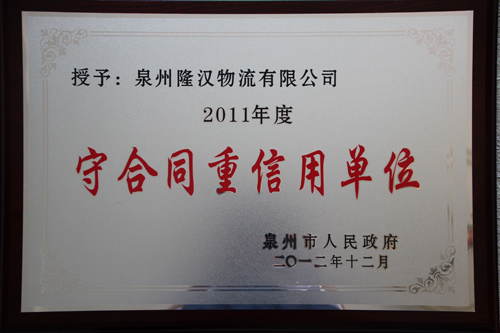 授予：泉州隆汉物流有限公司
2011年度
守合同重信用单位
泉州市人民政府
二〇一二年十二月